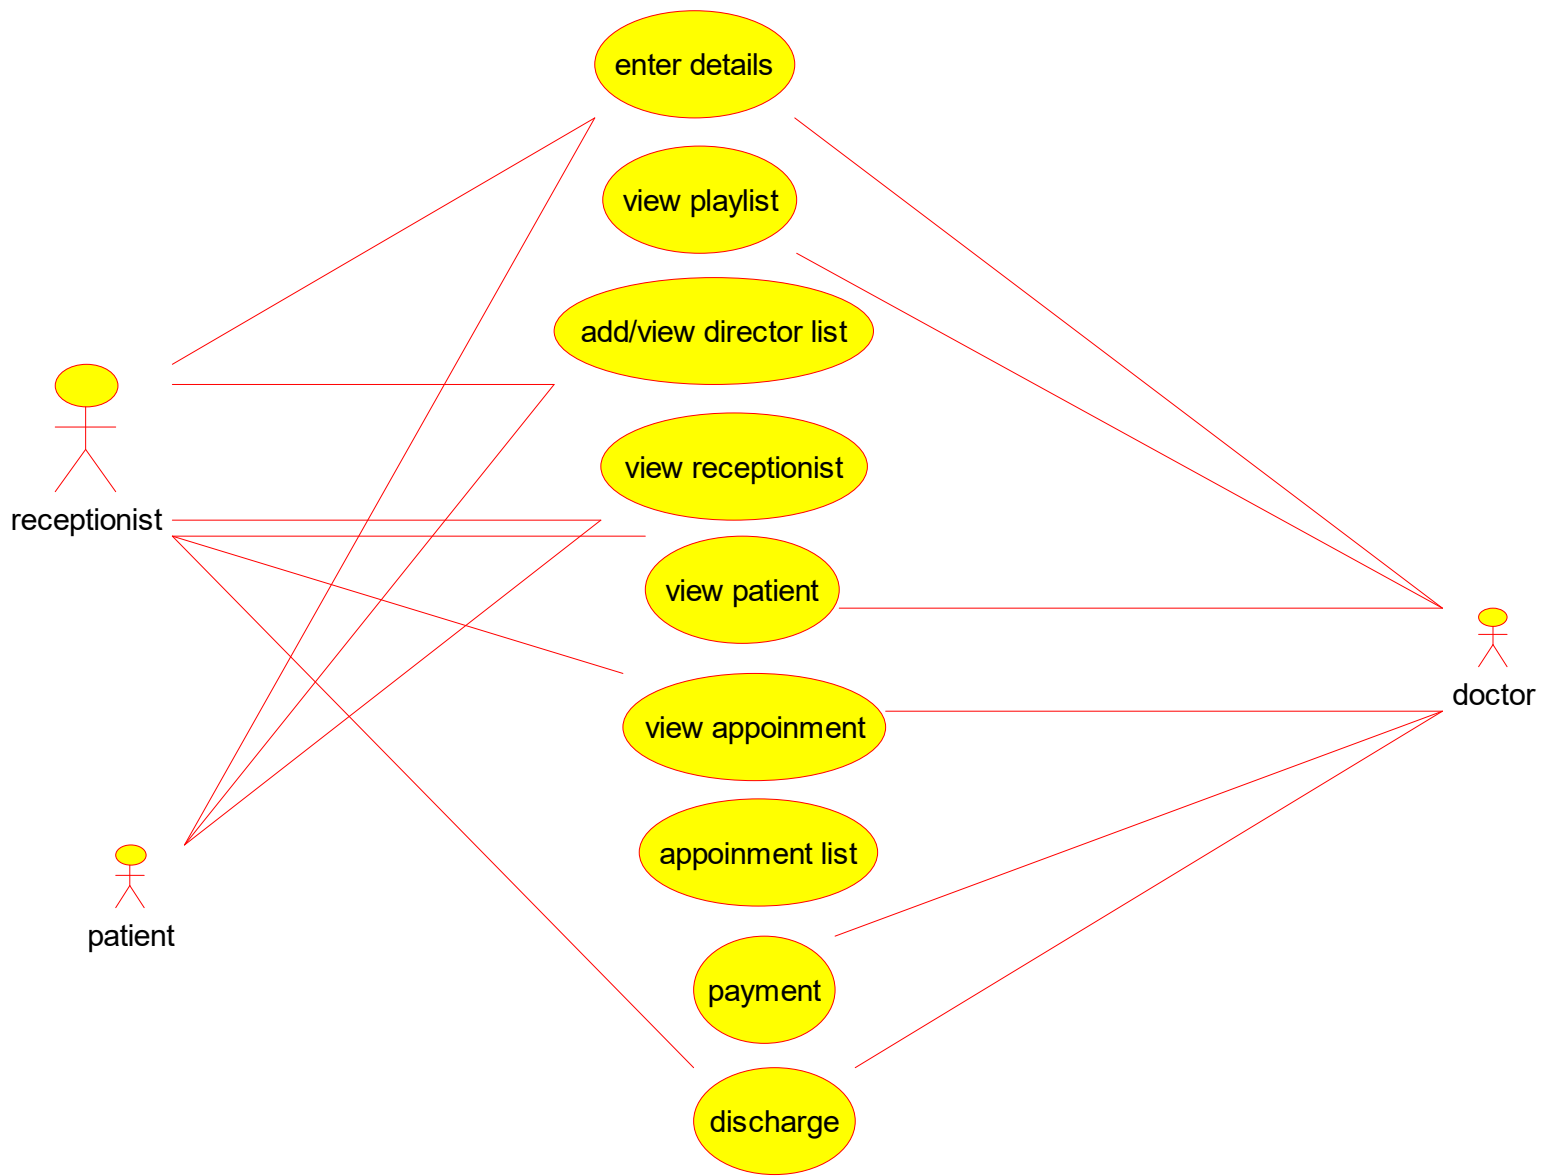 enter details
view playlist
add/view director list
view receptionist
receptionist
view patient
doctor
view appoinment
appoinment list
patient
payment
discharge